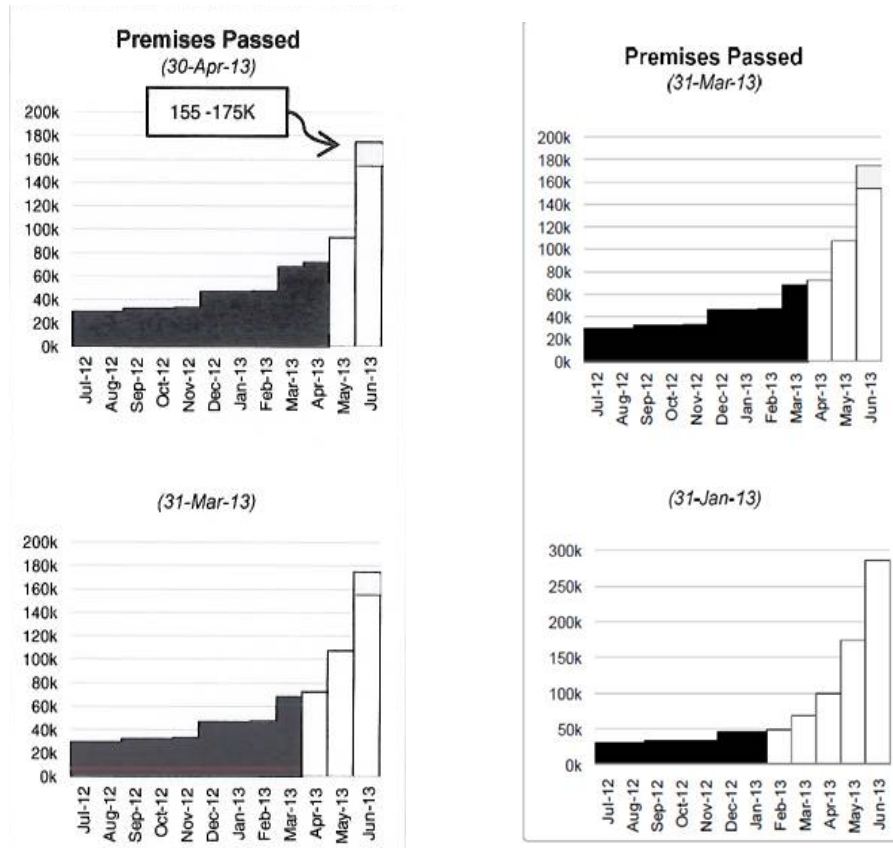 Premises Passed
(30-Apr-13)
155 -175K
200k
180k
160k
140k
120k
100k
80k
60k
40k
20k
0k
Jul-12
Aug-12
Sep-12
Oct-12
Nov-12
Dec-12
Jan-13
Feb-13
Mar-13
Apr-13
May-13
Jun-13
(31-Mar-13)
200k
180k
160k
140k
120k
100k
80k
60k
40k
20k
0k
Jul-12
Aug-12
Sep-12
Oct-12
Nov-12
Dec-12
Jan-13
Feb-13
Mar-13
Apr-13
May-13
Jun-13
Premises Passed
(31-Mar-13)
200k
180k
160k
140k
120k
100k
80k
60k
40k
20k
0k
Jul-12
Aug-12
Sep-12
Oct-12
Nov-12
Dec-12
Jan-13
Feb-13
Mar-13
Apr-13
May-13
Jun-13
(31-Jan-13)
300k
250k
200k
150k
100k
50k
0k
Jul-12
Aug-12
Sep-12
Oct-12
Nov-12
Dec-12
Jan-13
Feb-13
Mar-13
Apr-13
May-13
Jun-13